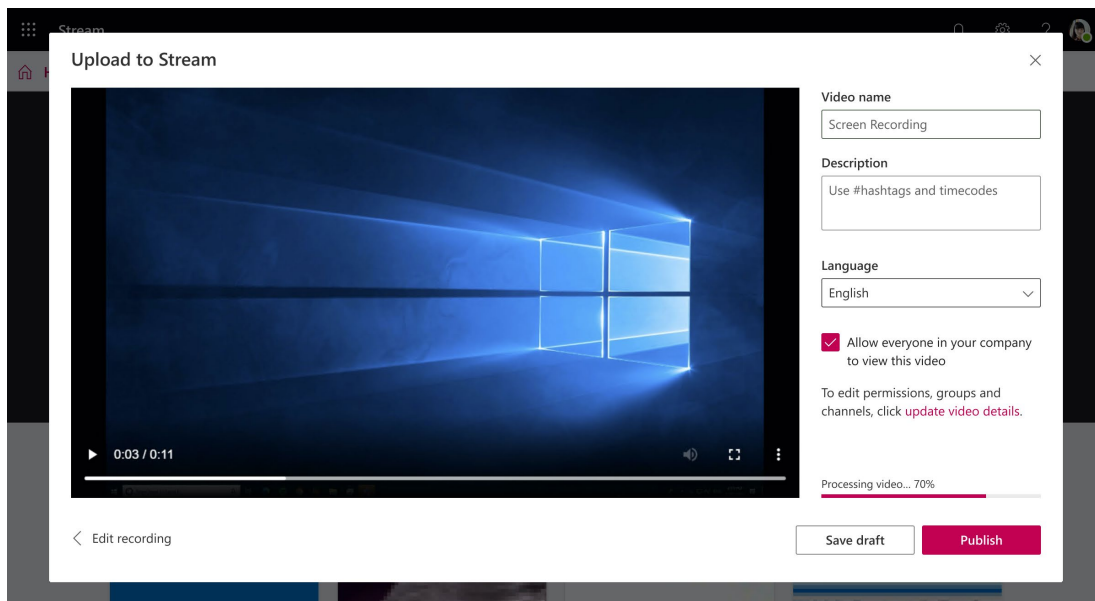 Stream
Upload to Stream
Video name
Screen Recording
Description
Use #hashtags and timecodes
Language
English
Allow everyone in your company
to view this video
To edit permissions, groups and
channels, click update video details.
0:03 / 0:11
Processing video... 70%
Edit recording
Save draft
Publish